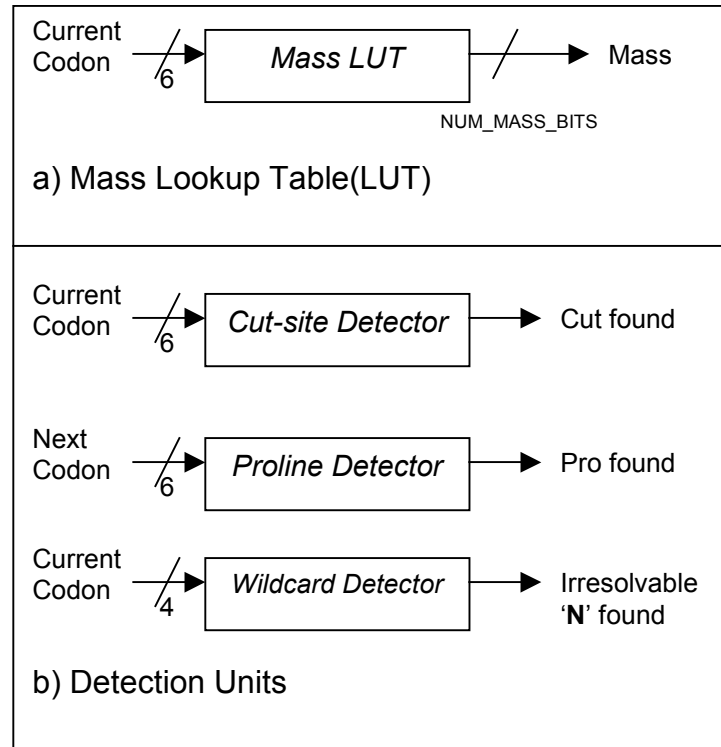 Current
Codon
6
Mass LUT
NUM_MASS_BITS
Mass
a) Mass Lookup Table(LUT)
Current
Codon
6
Cut-site Detector
Cut found
Next
Codon
6
Proline Detector
Pro found
Current
Codon
4
Wildcard Detector
Irresolvable
‘N’ found
b) Detection Units